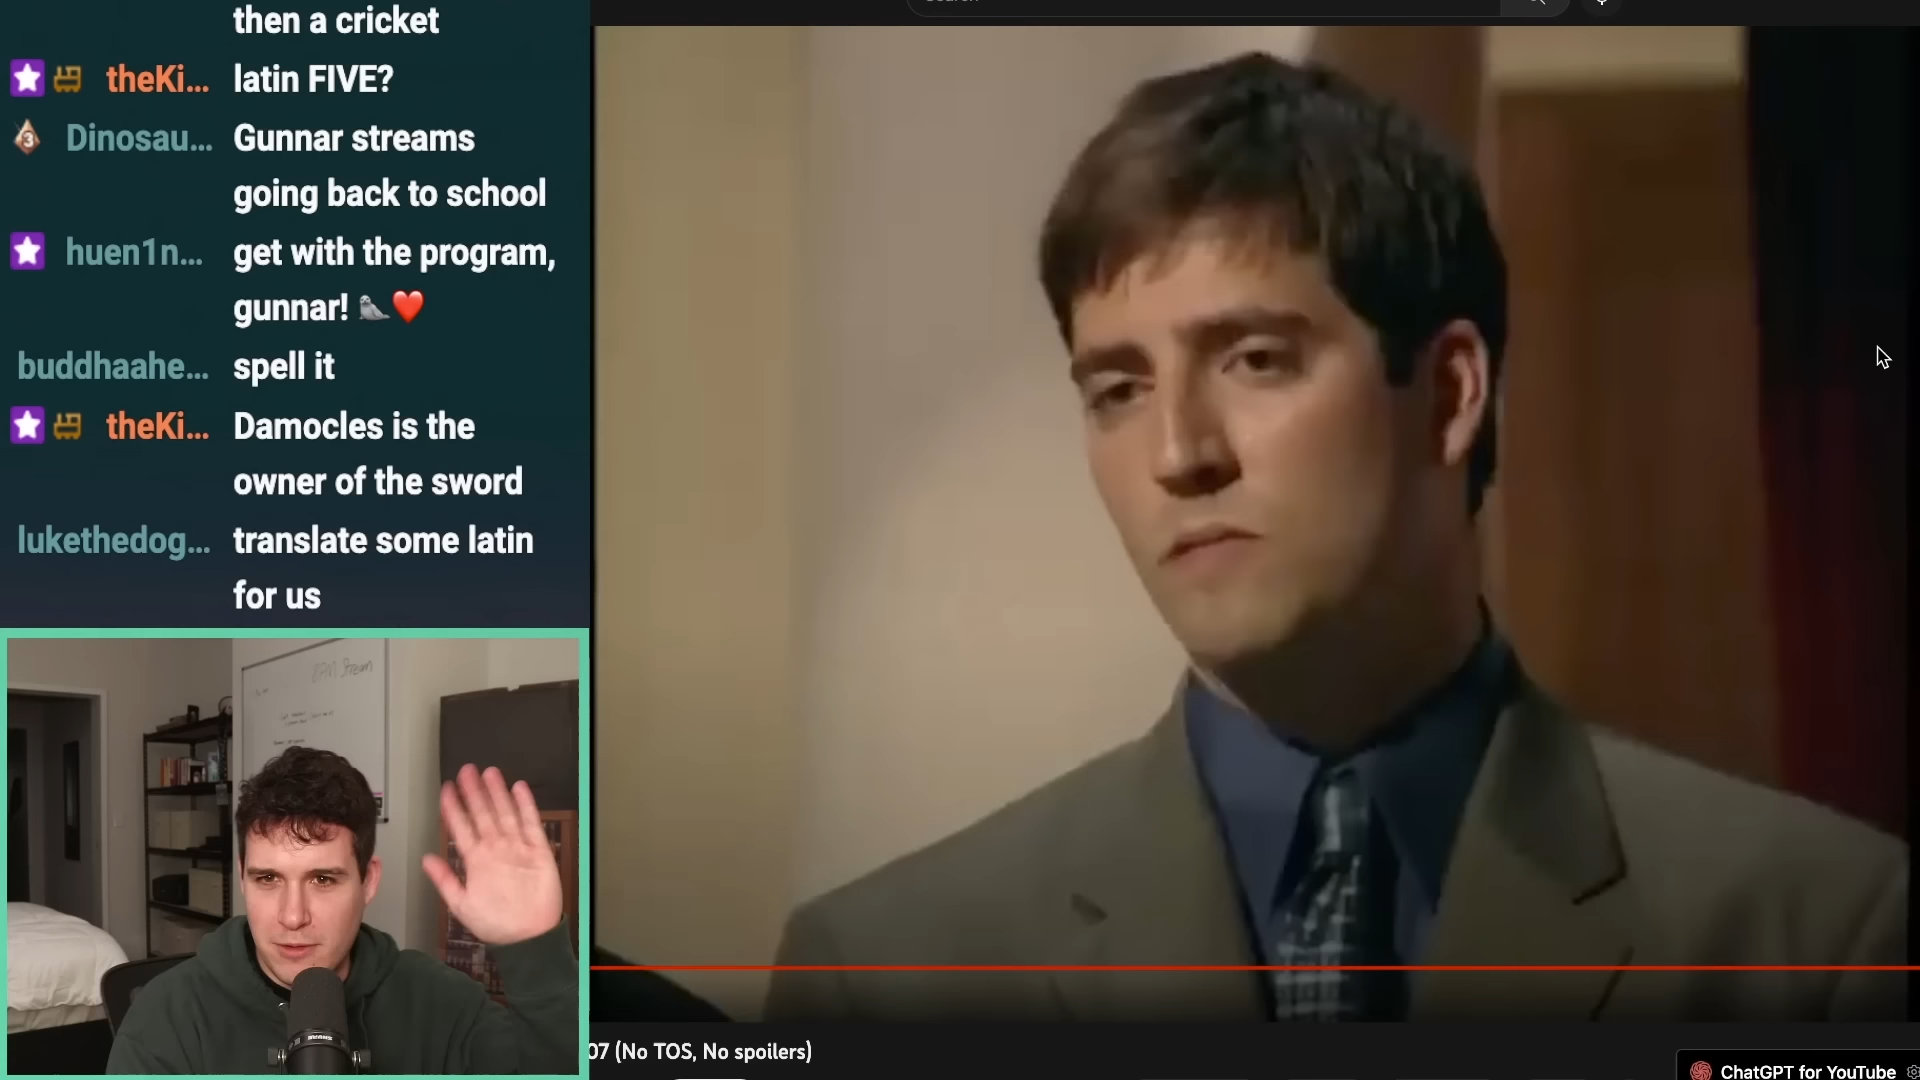 then a cricket
theKi... latin FIVE?
Dinosau... Gunnar streams
going back to school
huen1n... get with the program,
gunnar! 🦭❤️
buddhaahe... spell it
theKi... Damocles is the
owner of the sword
lukethedog... translate some latin
for us
Stream
SHURE
07 (No TOS, No spoilers)
ChatGPT for YouTube